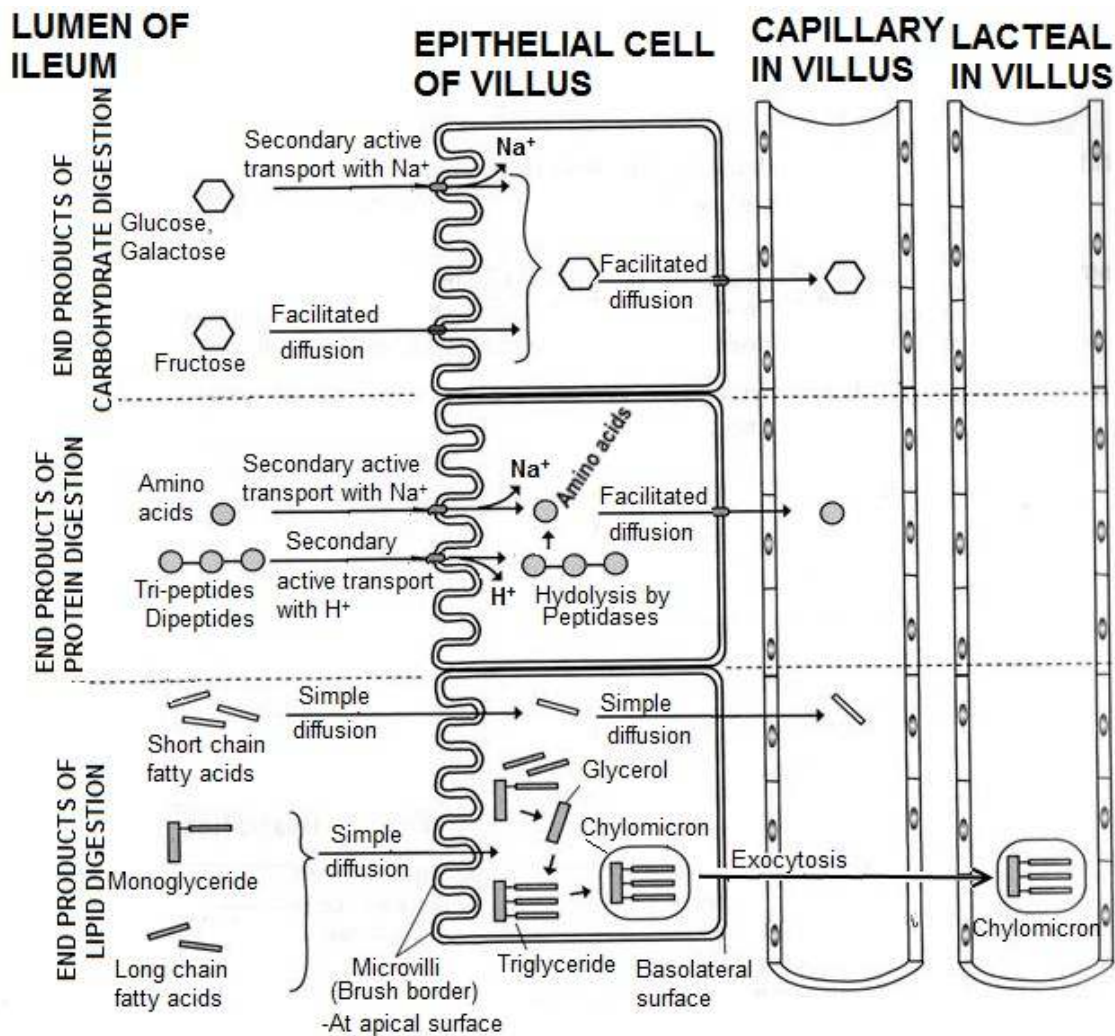 LUMEN OF
ILEUM
EPITHELIAL CELL
OF VILLUS
CAPILLARY
IN VILLUS
LACTEAL
IN VILLUS
END PRODUCTS OF
CARBOHYDRATE DIGESTION
Secondary active
transport with Na⁺
Na⁺
Glucose,
Galactose
Facilitated
diffusion
Facilitated
diffusion
Fructose
END PRODUCTS OF
PROTEIN DIGESTION
Amino
acids
Secondary active
transport with Na⁺
Na⁺
Amino acids
Facilitated
diffusion
Tri-peptides
Dipeptides
Secondary
active transport
with H⁺
H⁺
Hydolysis by
Peptidases
END PRODUCTS OF
LIPID DIGESTION
Short chain
fatty acids
Simple
diffusion
Simple
diffusion
Glycerol
Monoglyceride
Simple
diffusion
Chylomicron
Exocytosis
Chylomicron
Long chain
fatty acids
Microvilli
(Brush border)
-At apical surface
Triglyceride
Basolateral
surface